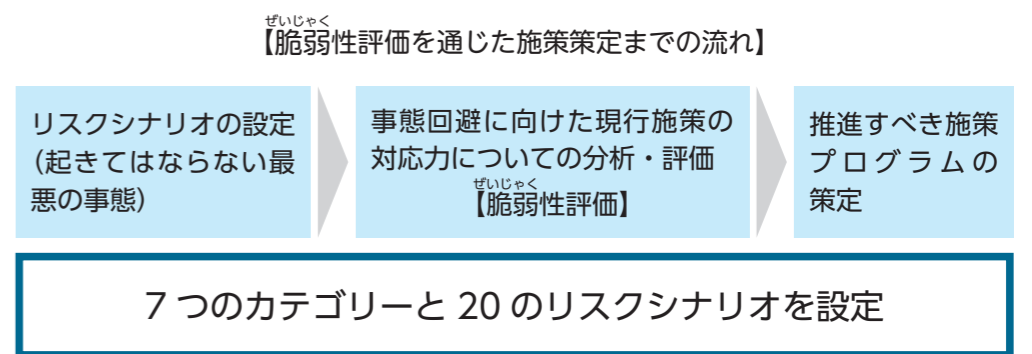 ぜいじゃく
【脆弱性評価を通じた施策策定までの流れ】
リスクシナリオの設定
（起きてはならない最
悪の事態）
事態回避に向けた現行施策の
対応力についての分析・評価
ぜいじゃく
【脆弱性評価】
推進すべき施策
プログラムの
策定
7つのカテゴリーと20のリスクシナリオを設定